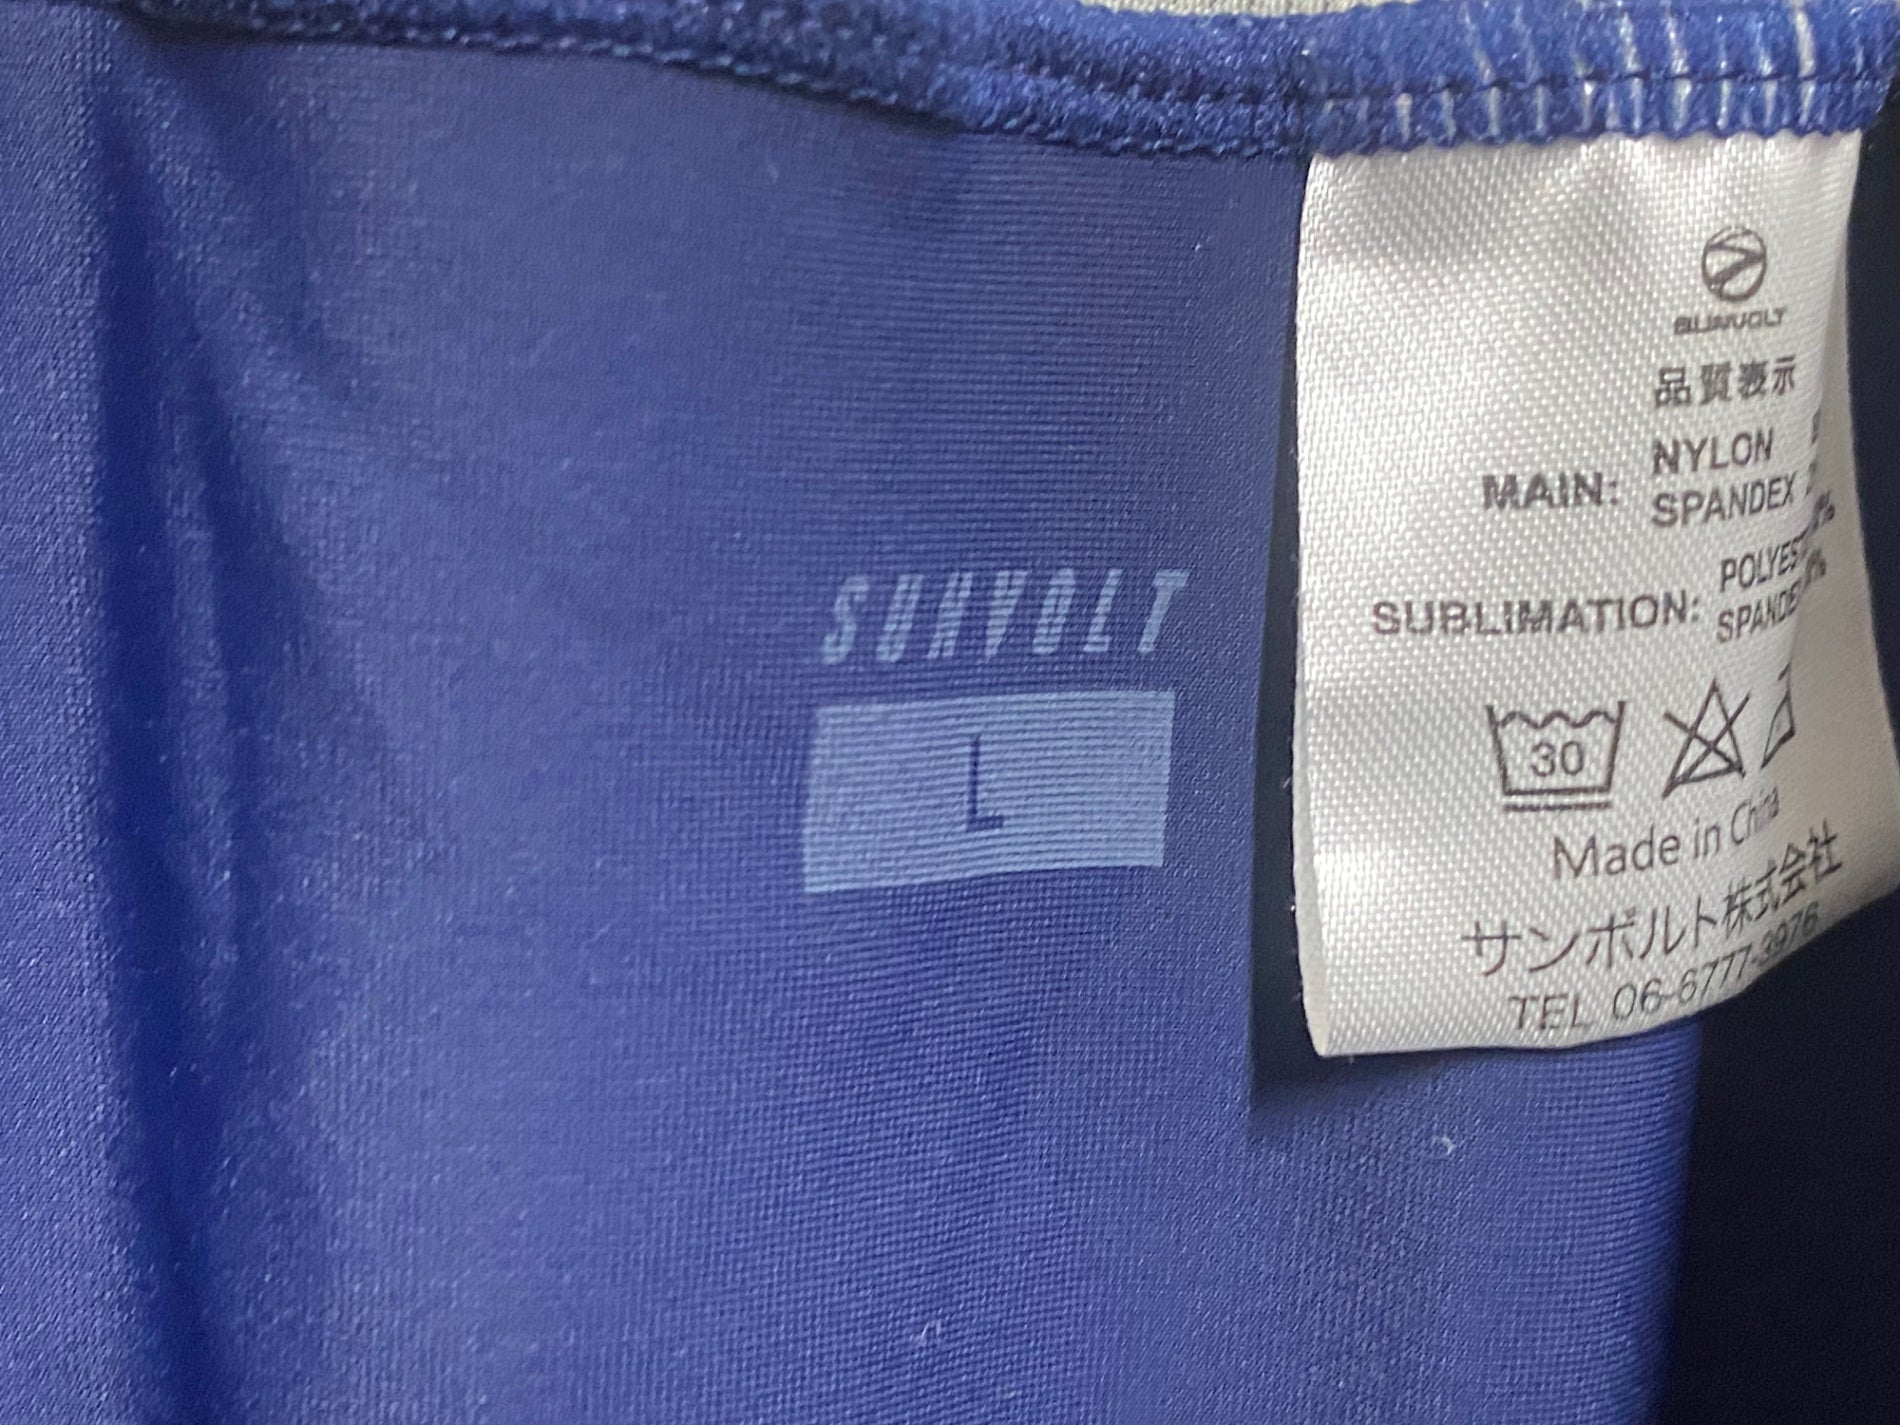 SUNVOLT
L
SUNVOLT
品質表示
MAIN: NYLON
SPANDEX
SUBLIMATION:
30
Made in China
サンボルト株式会社
TEL 06-6777-3976